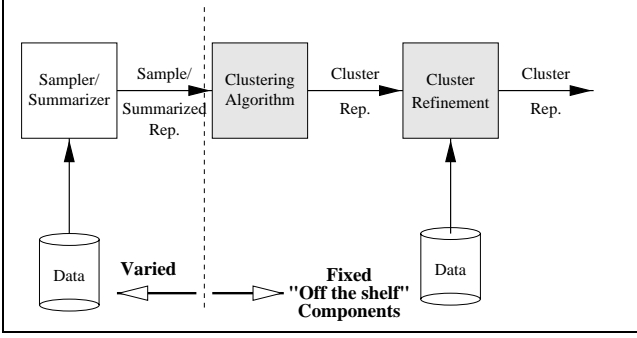 Sampler/
Summarizer
Sample/
Summarized
Rep.
Clustering
Algorithm
Cluster
Rep.
Cluster
Refinement
Cluster
Rep.
Data
Varied
Fixed
"Off the shelf"
Components
Data